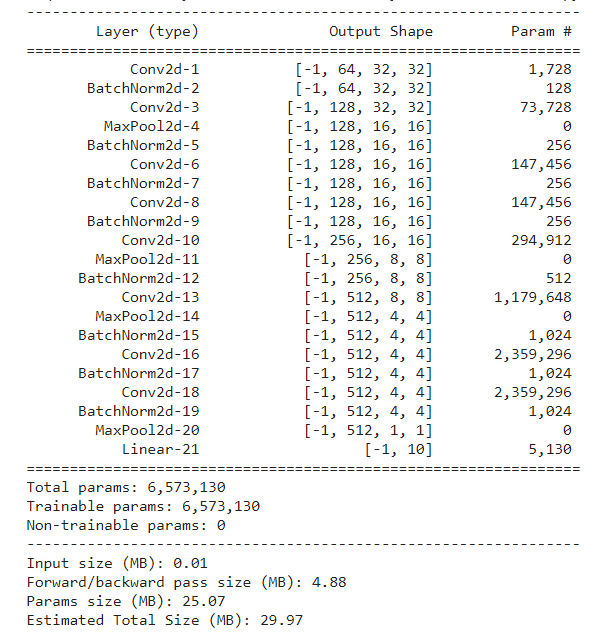 ----------------------------------------------------------------
Layer (type) Output Shape Param #
================================================================
Conv2d-1 [-1, 64, 32, 32] 1,728
BatchNorm2d-2 [-1, 64, 32, 32] 128
Conv2d-3 [-1, 128, 32, 32] 73,728
MaxPool2d-4 [-1, 128, 16, 16] 0
BatchNorm2d-5 [-1, 128, 16, 16] 256
Conv2d-6 [-1, 128, 16, 16] 147,456
BatchNorm2d-7 [-1, 128, 16, 16] 256
Conv2d-8 [-1, 128, 16, 16] 147,456
BatchNorm2d-9 [-1, 128, 16, 16] 256
Conv2d-10 [-1, 256, 16, 16] 294,912
MaxPool2d-11 [-1, 256, 8, 8] 0
BatchNorm2d-12 [-1, 256, 8, 8] 512
Conv2d-13 [-1, 512, 8, 8] 1,179,648
MaxPool2d-14 [-1, 512, 4, 4] 0
BatchNorm2d-15 [-1, 512, 4, 4] 1,024
Conv2d-16 [-1, 512, 4, 4] 2,359,296
BatchNorm2d-17 [-1, 512, 4, 4] 1,024
Conv2d-18 [-1, 512, 4, 4] 2,359,296
BatchNorm2d-19 [-1, 512, 4, 4] 1,024
MaxPool2d-20 [-1, 512, 1, 1] 0
Linear-21 [-1, 10] 5,130
================================================================
Total params: 6,573,130
Trainable params: 6,573,130
Non-trainable params: 0
----------------------------------------------------------------
Input size (MB): 0.01
Forward/backward pass size (MB): 4.88
Params size (MB): 25.07
Estimated Total Size (MB): 29.97